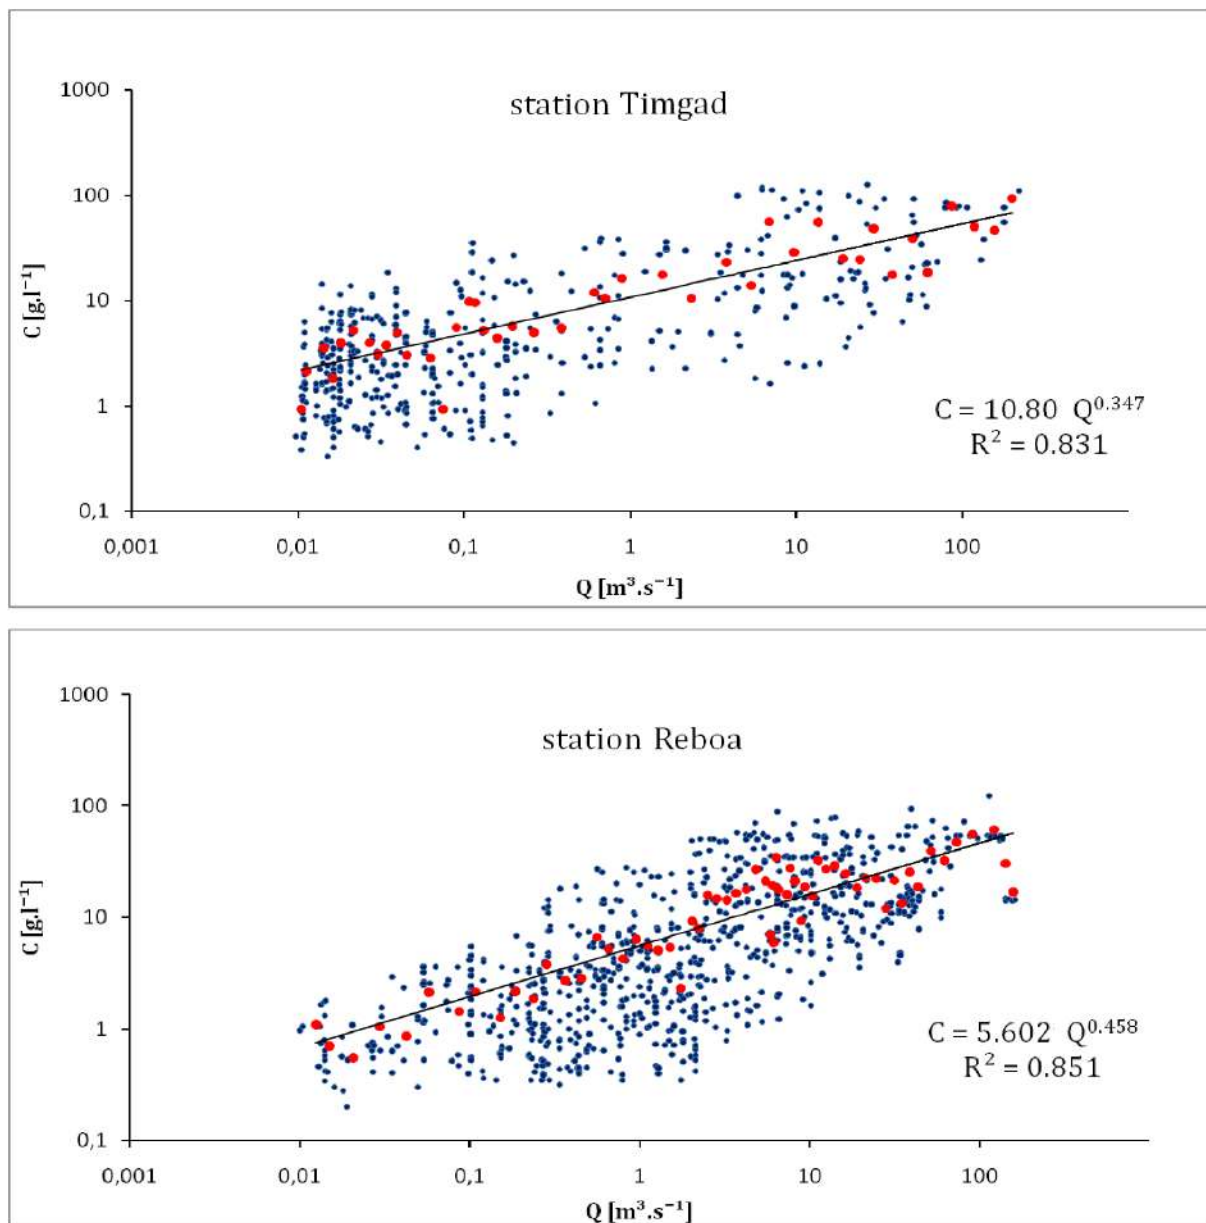 station Timgad
1000
100
10
1
0,1
C [g.l⁻¹]
C = 10.80 Q^0.347
R² = 0.831
0,001 0,01 0,1 1 10 100
Q [m³.s⁻¹]
station Reboa
1000
100
10
1
0,1
C [g.l⁻¹]
C = 5.602 Q^0.458
R² = 0.851
0,001 0,01 0,1 1 10 100
Q [m³.s⁻¹]